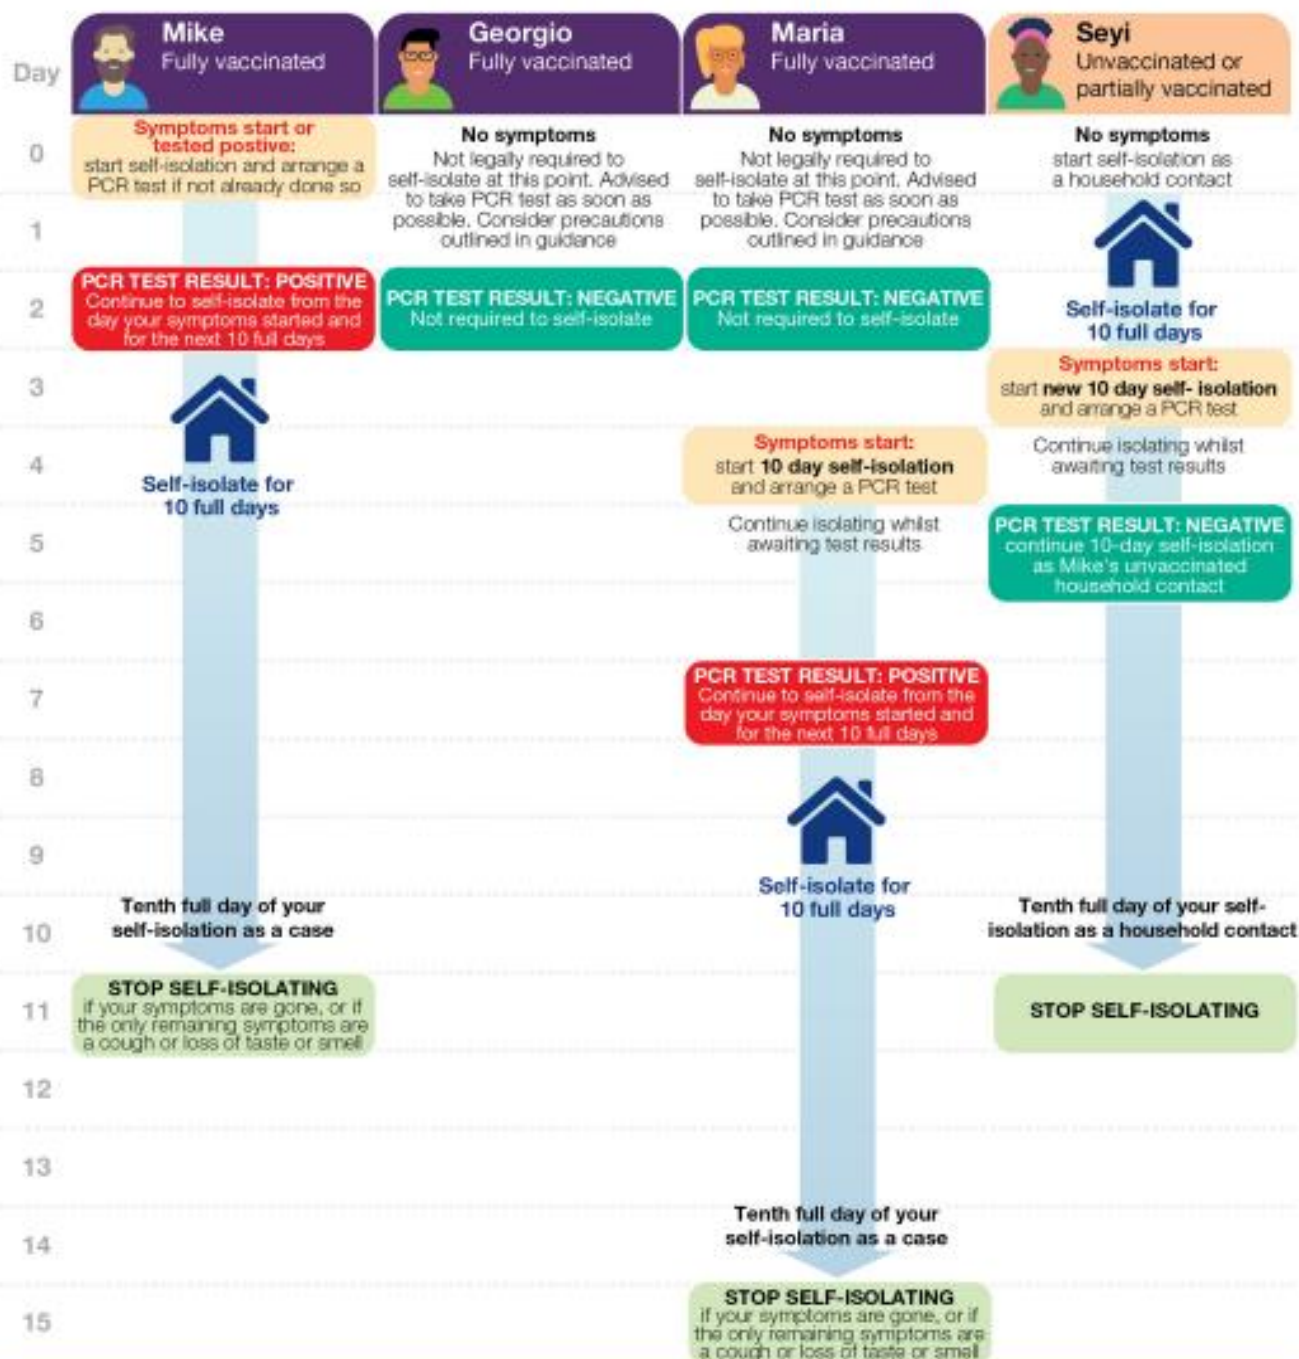 Day
Mike
Fully vaccinated
Georgio
Fully vaccinated
Maria
Fully vaccinated
Seyi
Unvaccinated or
partially vaccinated
0
Symptoms start or
tested postive:
start self-isolation and arrange a
PCR test if not already done so
No symptoms
Not legally required to
self-isolate at this point. Advised
to take PCR test as soon as
possible. Consider precautions
outlined in guidance
No symptoms
Not legally required to
self-isolate at this point. Advised
to take PCR test as soon as
possible. Consider precautions
outlined in guidance
No symptoms
start self-isolation as
a household contact
1
2
PCR TEST RESULT: POSITIVE
Continue to self-isolate from the
day your symptoms started and
for the next 10 full days
PCR TEST RESULT: NEGATIVE
Not required to self-isolate
PCR TEST RESULT: NEGATIVE
Not required to self-isolate
Self-isolate for
10 full days
3
Symptoms start:
start new 10 day self- isolation
and arrange a PCR test
4
Self-isolate for
10 full days
Symptoms start:
start 10 day self-isolation
and arrange a PCR test
Continue isolating whilst
awaiting test results
5
Continue isolating whilst
awaiting test results
PCR TEST RESULT: NEGATIVE
continue 10-day self-isolation
as Mike's unvaccinated
household contact
6
7
PCR TEST RESULT: POSITIVE
Continue to self-isolate from the
day your symptoms started and
for the next 10 full days
8
9
Self-isolate for
10 full days
10
Tenth full day of your
self-isolation as a case
Tenth full day of your self-
isolation as a household contact
11
STOP SELF-ISOLATING
if your symptoms are gone, or if
the only remaining symptoms are
a cough or loss of taste or smell
STOP SELF-ISOLATING
12
13
14
Tenth full day of your
self-isolation as a case
15
STOP SELF-ISOLATING
if your symptoms are gone, or if
the only remaining symptoms are
a cough or loss of taste or smell